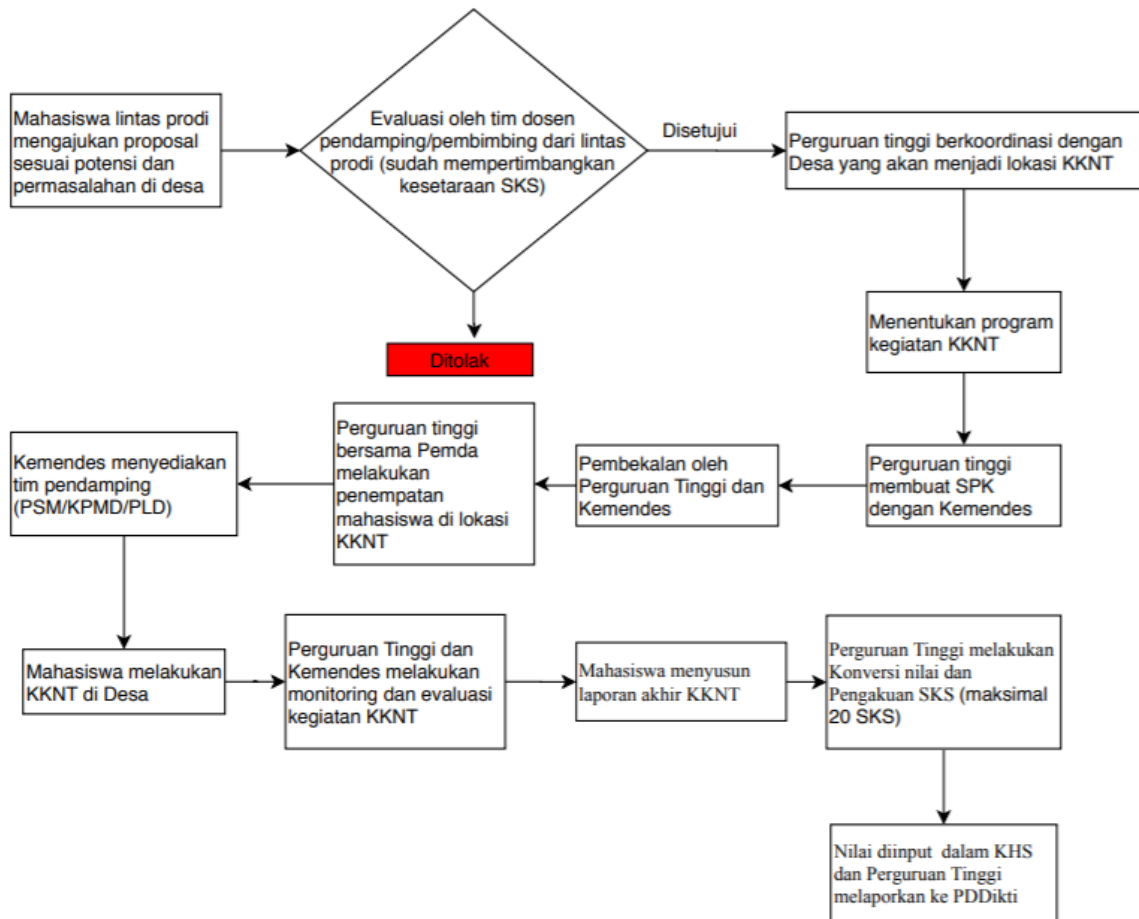 Mahasiswa lintas prodi
mengajukan proposal
sesuai potensi dan
permasalahan di desa
Evaluasi oleh tim dosen
pendamping/pembimbing dari lintas
prodi (sudah mempertimbangkan
kesetaraan SKS)
Disetujui
Perguruan tinggi berkoordinasi dengan
Desa yang akan menjadi lokasi KKNT
Ditolak
Menentukan program
kegiatan KKNT
Perguruan tinggi
membuat SPK
dengan Kemendes
Pembekalan oleh
Perguruan Tinggi dan
Kemendes
Perguruan tinggi
bersama Pemda
melakukan
penempatan
mahasiswa di lokasi
KKNT
Kemendes menyediakan
tim pendamping
(PSM/KPMD/PLD)
Mahasiswa melakukan
KKNT di Desa
Perguruan Tinggi dan
Kemendes melakukan
monitoring dan evaluasi
kegiatan KKNT
Mahasiswa menyusun
laporan akhir KKNT
Perguruan Tinggi melakukan
Konversi nilai dan
Pengakuan SKS (maksimal
20 SKS)
Nilai diinput dalam KHS
dan Perguruan Tinggi
melaporkan ke PDDikti